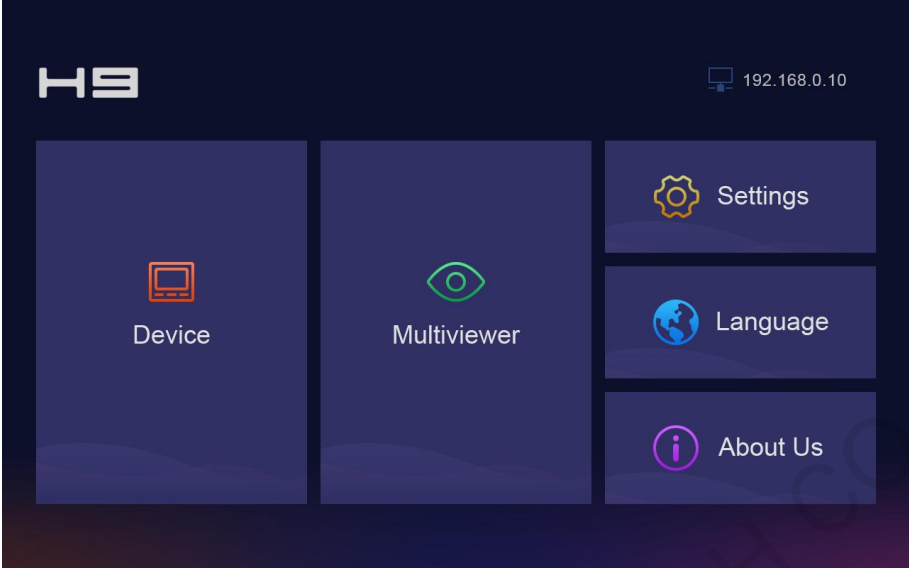 H9
192.168.0.10
Device
Multiviewer
Settings
Language
About Us